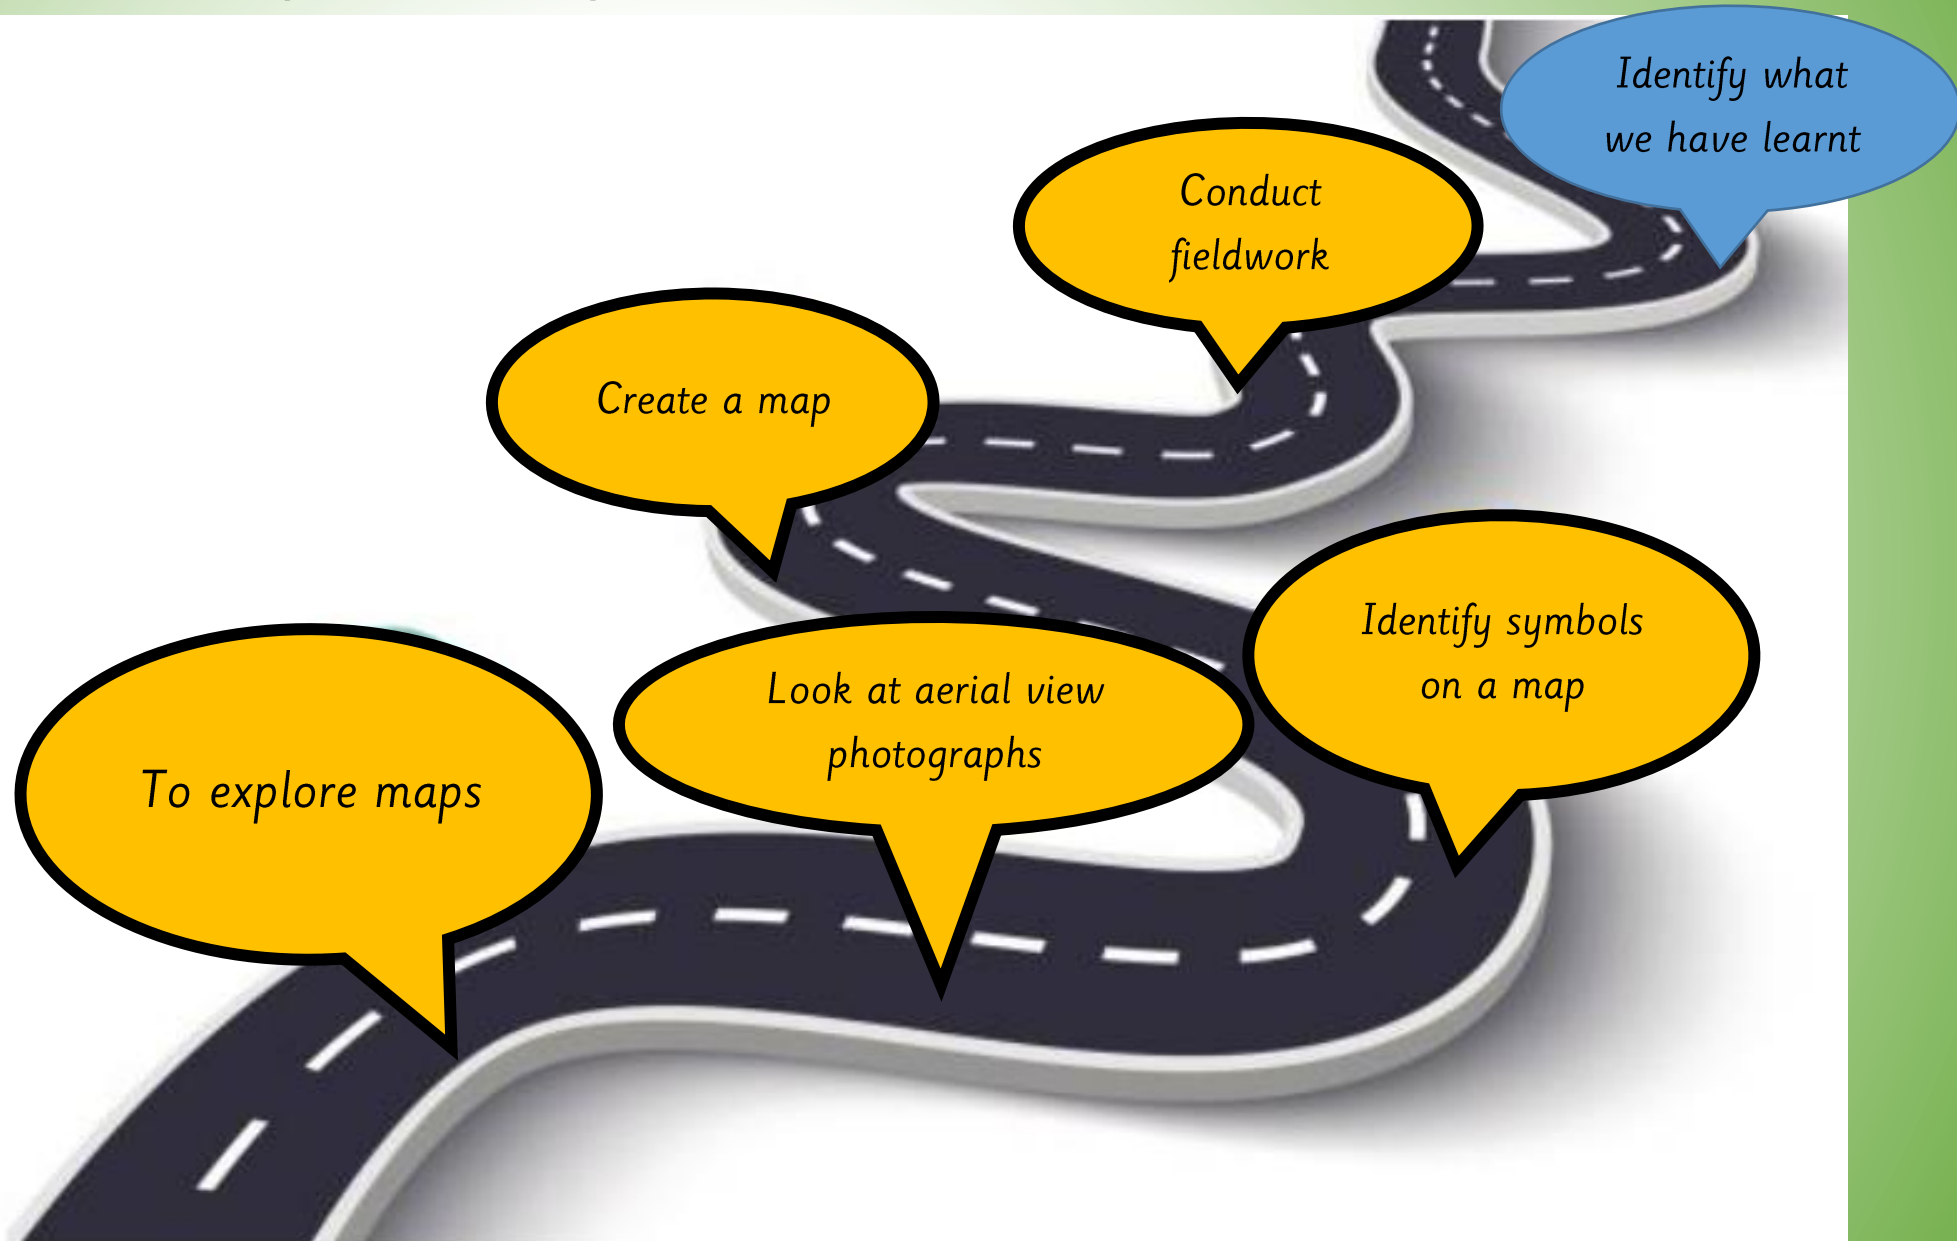 Identify what
we have learnt
Conduct
fieldwork
Create a map
Identify symbols
on a map
Look at aerial view
photographs
To explore maps